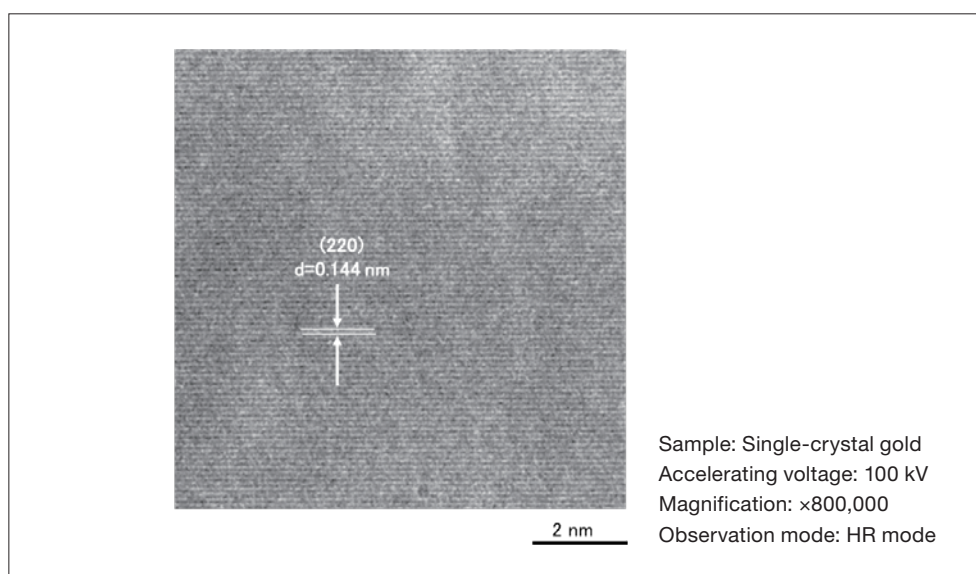 (220)
d=0.144 nm
2 nm
Sample: Single-crystal gold
Accelerating voltage: 100 kV
Magnification: ×800,000
Observation mode: HR mode